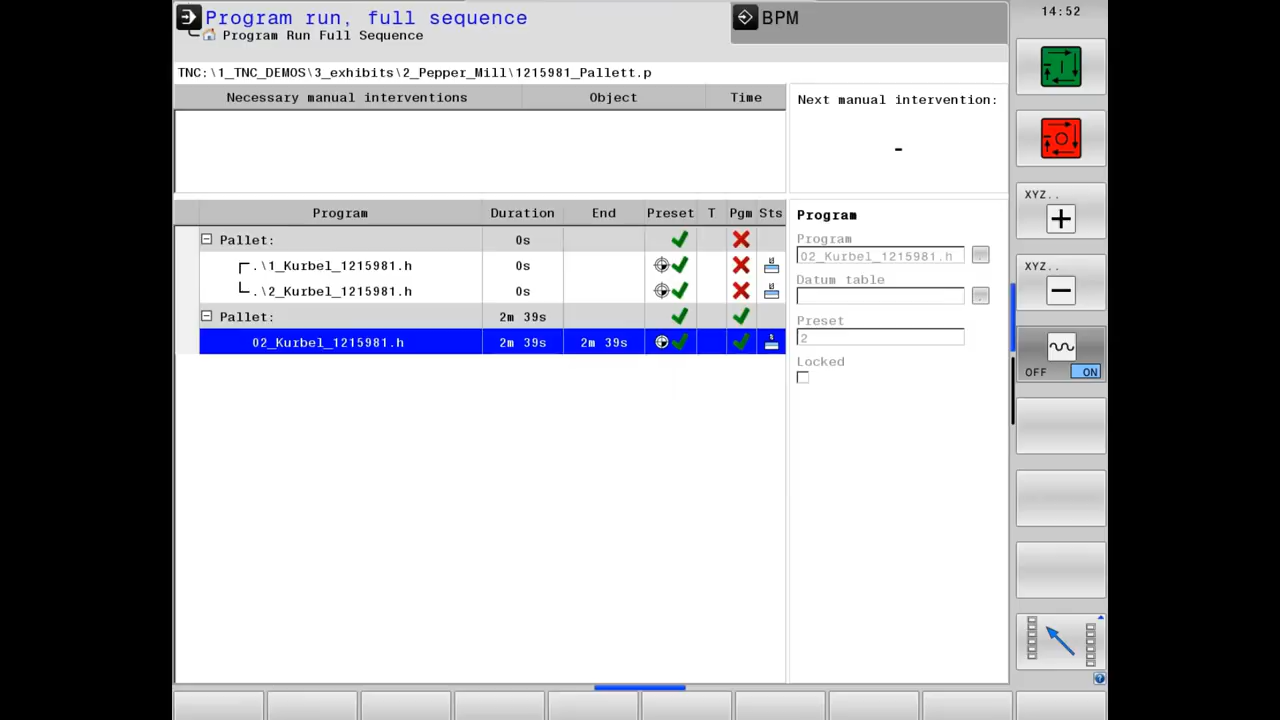 Program run, full sequence
Program Run Full Sequence
BPM
14:52
TNC:\1_TNC_DEMOS\3_exhibits\2_Pepper_Mill\1215981_Pallett.p
Necessary manual interventions Object Time
Next manual intervention:
-
Program Duration End Preset T Pgm Sts
Pallet: 0s
.\1_Kurbel_1215981.h 0s
.\2_Kurbel_1215981.h 0s
Pallet: 2m 39s
02_Kurbel_1215981.h 2m 39s 2m 39s
Program
Program
02_Kurbel_1215981.h
Datum table
Preset
2
Locked
XYZ..
+
XYZ..
−
OFF ON